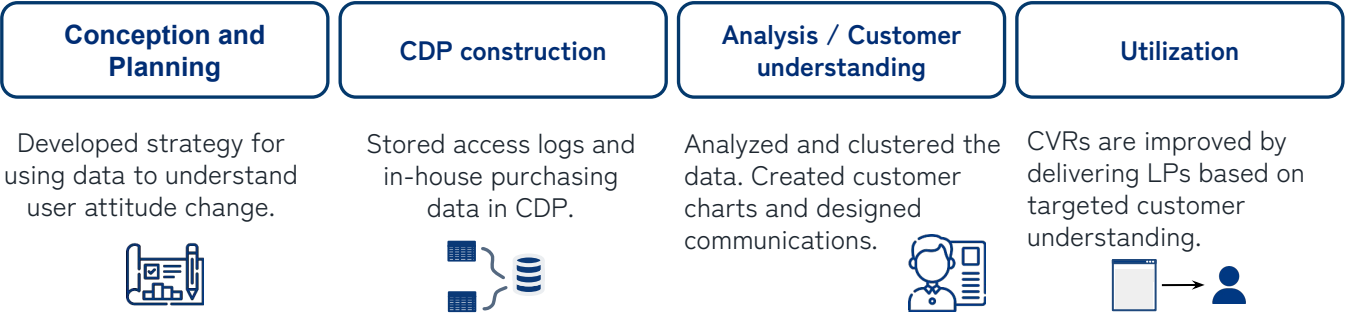 Conception and
Planning
Developed strategy for
using data to understand
user attitude change.
CDP construction
Stored access logs and
in-house purchasing
data in CDP.
Analysis / Customer
understanding
Analyzed and clustered the
data. Created customer
charts and designed
communications.
Utilization
CVRs are improved by
delivering LPs based on
targeted customer
understanding.